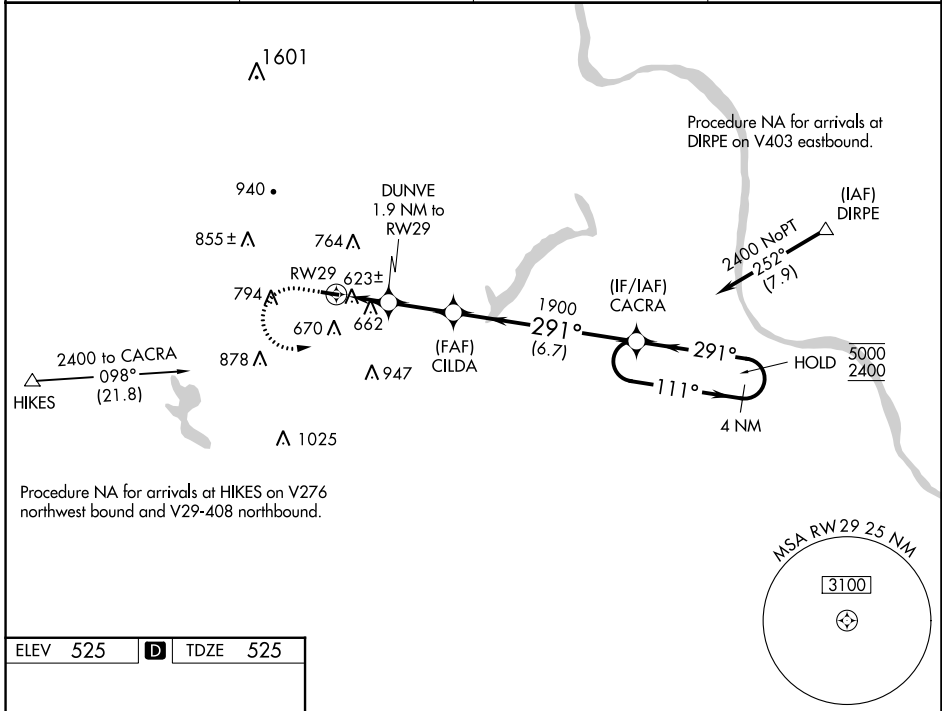 1601
Procedure NA for arrivals at
DIRPE on V403 eastbound.
940
DUNVE
1.9 NM to
RW29
(IAF)
DIRPE
855 ±
764
2400 NoPT
252°
(7.9)
RW29
623±
(IF/IAF)
CACRA
794
1900
291°
(6.7)
670
662
(FAF)
CILDA
291°
HOLD
5000
2400
2400 to CACRA
098°
(21.8)
878
111°
HIKES
947
4 NM
1025
Procedure NA for arrivals at HIKES on V276
northwest bound and V29-408 northbound.
MSA RW29 25 NM
3100
ELEV 525 D TDZE 525